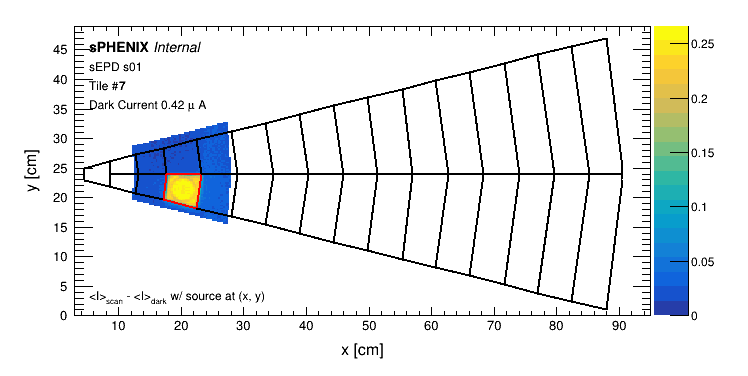 sPHENIX Internal
sEPD s01
Tile #7
Dark Current 0.42 μ A
<I>scan - <I>dark w/ source at (x, y)
y [cm]
45
40
35
30
25
20
15
10
5
0
10 20 30 40 50 60 70 80 90
x [cm]
0.25
0.2
0.15
0.1
0.05
0